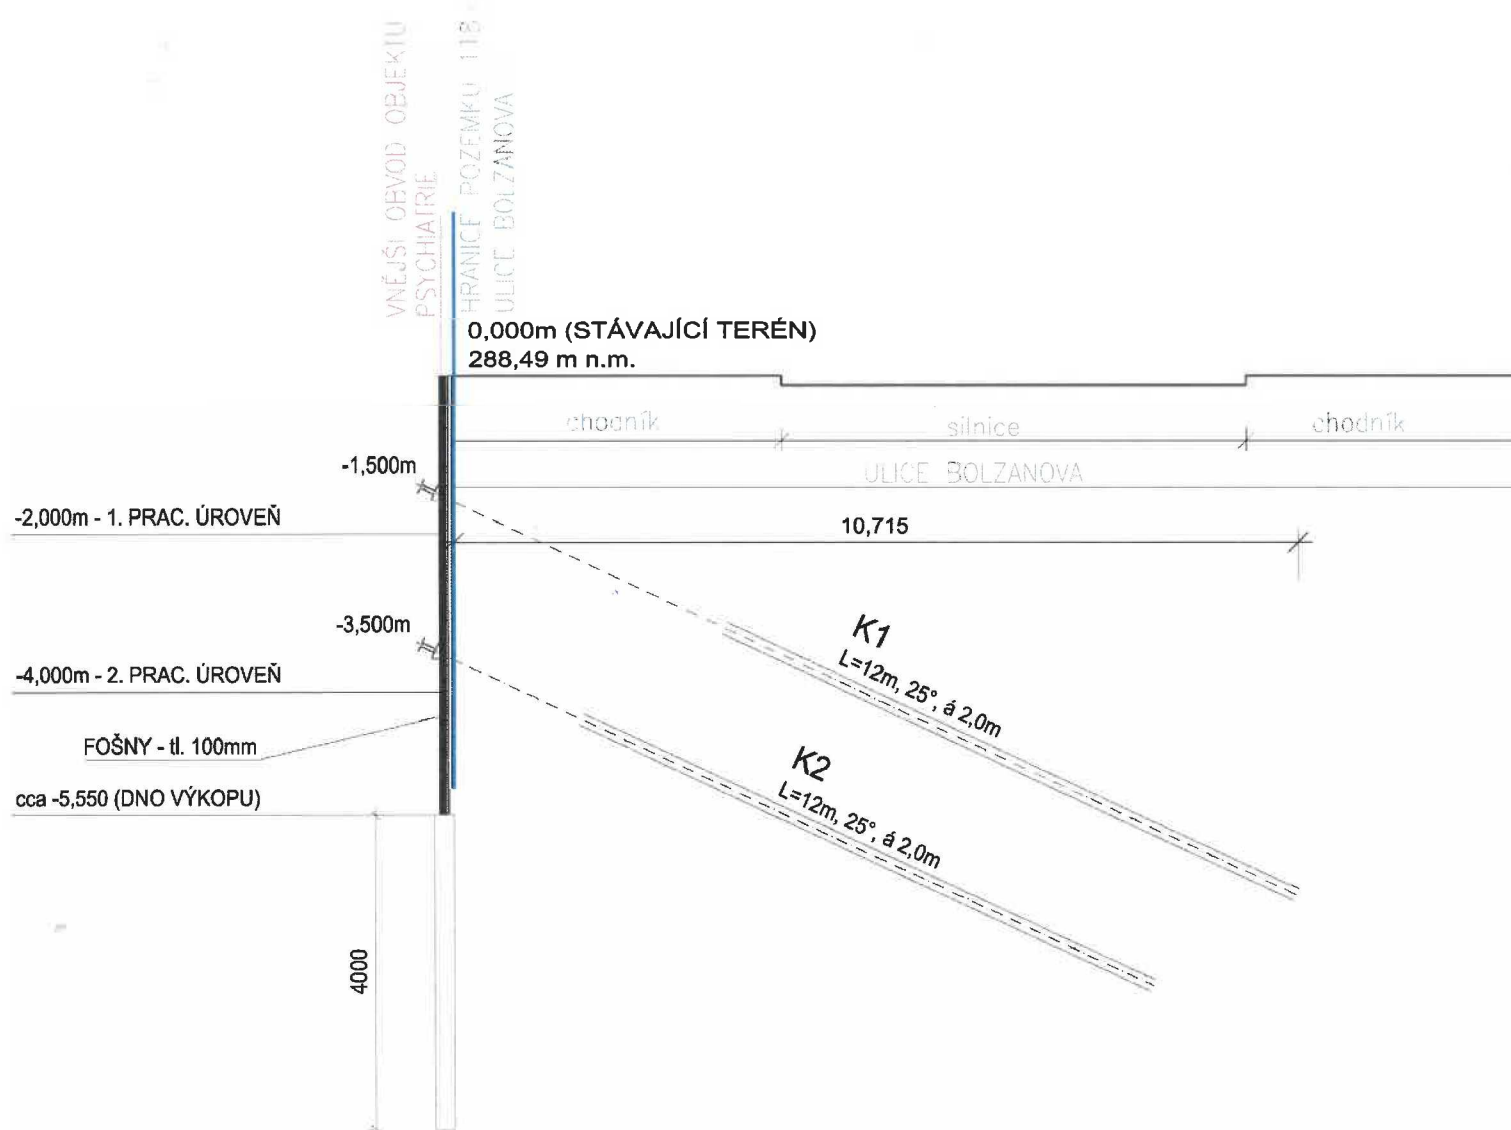 VNĚJŠI OBVOD OBJEKTU
PSYCHIATRIE
HRANICE POZEMKU 118
ULICE BOLZANOVA
0,000m (STÁVAJÍCÍ TERÉN)
288,49 m n.m.
chodník
silnice
chodník
ULICE BOLZANOVA
-1,500m
-2,000m - 1. PRAC. ÚROVEŇ
10,715
-3,500m
K1
L=12m, 25°, á 2,0m
-4,000m - 2. PRAC. ÚROVEŇ
FOŠNY - tl. 100mm
K2
L=12m, 25°, á 2,0m
cca -5,550 (DNO VÝKOPU)
4000